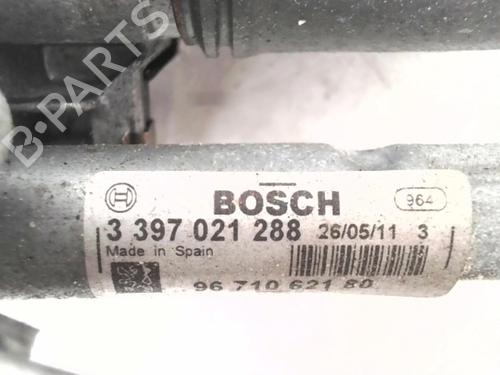 B-PARTS
BOSCH
964
3 397 021 288 26/05/11 3
Made in Spain
96 710 621 80